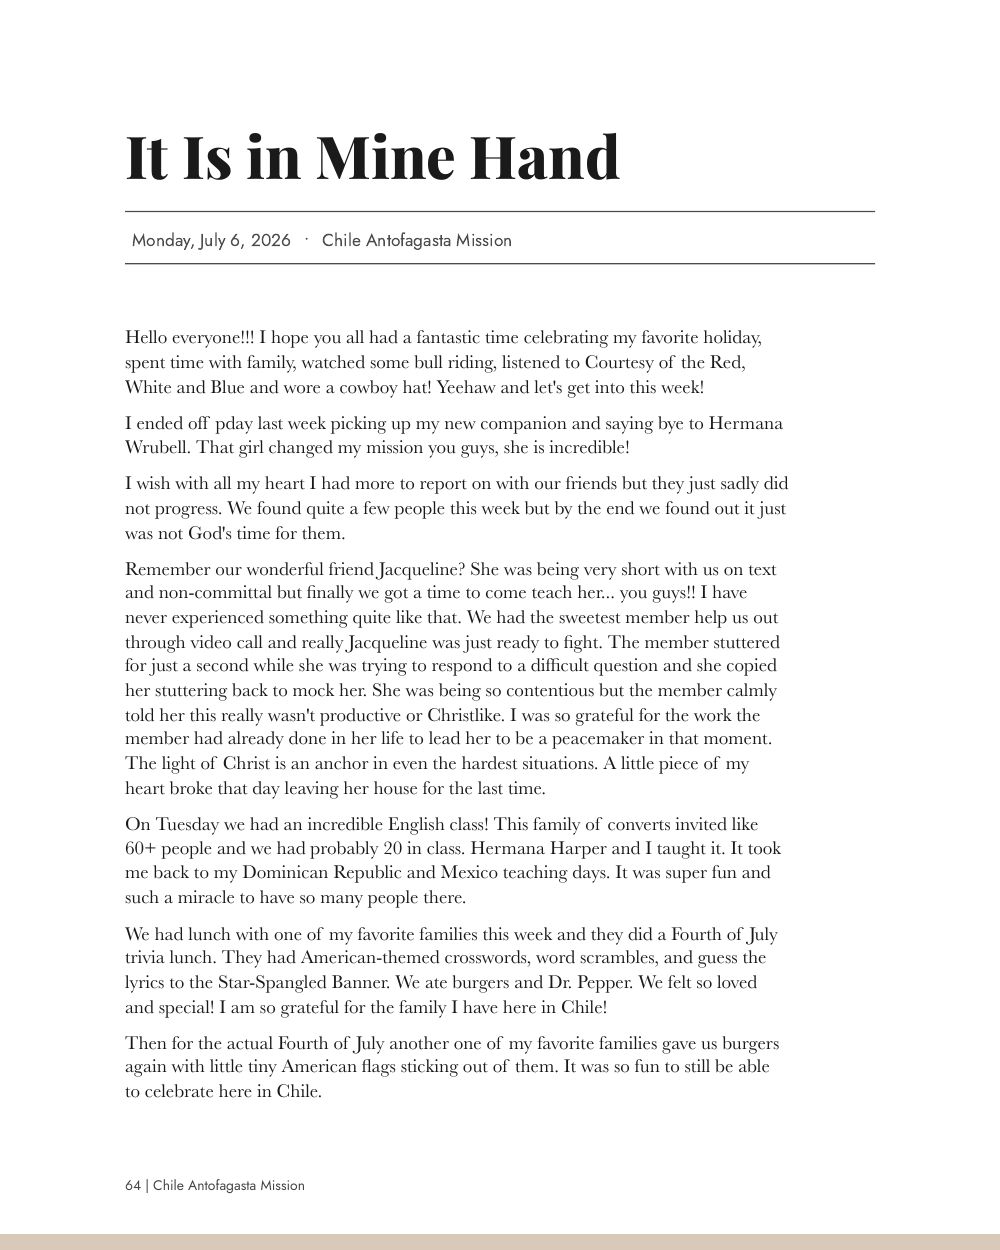 It Is in Mine Hand
Monday, July 6, 2026 · Chile Antofagasta Mission
Hello everyone!!! I hope you all had a fantastic time celebrating my favorite holiday,
spent time with family, watched some bull riding, listened to Courtesy of the Red,
White and Blue and wore a cowboy hat! Yeehaw and let's get into this week!
I ended off pday last week picking up my new companion and saying bye to Hermana
Wrubell. That girl changed my mission you guys, she is incredible!
I wish with all my heart I had more to report on with our friends but they just sadly did
not progress. We found quite a few people this week but by the end we found out it just
was not God's time for them.
Remember our wonderful friend Jacqueline? She was being very short with us on text
and non-committal but finally we got a time to come teach her... you guys!! I have
never experienced something quite like that. We had the sweetest member help us out
through video call and really Jacqueline was just ready to fight. The member stuttered
for just a second while she was trying to respond to a difficult question and she copied
her stuttering back to mock her. She was being so contentious but the member calmly
told her this really wasn't productive or Christlike. I was so grateful for the work the
member had already done in her life to lead her to be a peacemaker in that moment.
The light of Christ is an anchor in even the hardest situations. A little piece of my
heart broke that day leaving her house for the last time.
On Tuesday we had an incredible English class! This family of converts invited like
60+ people and we had probably 20 in class. Hermana Harper and I taught it. It took
me back to my Dominican Republic and Mexico teaching days. It was super fun and
such a miracle to have so many people there.
We had lunch with one of my favorite families this week and they did a Fourth of July
trivia lunch. They had American-themed crosswords, word scrambles, and guess the
lyrics to the Star-Spangled Banner. We ate burgers and Dr. Pepper. We felt so loved
and special! I am so grateful for the family I have here in Chile!
Then for the actual Fourth of July another one of my favorite families gave us burgers
again with little tiny American flags sticking out of them. It was so fun to still be able
to celebrate here in Chile.
64 | Chile Antofagasta Mission